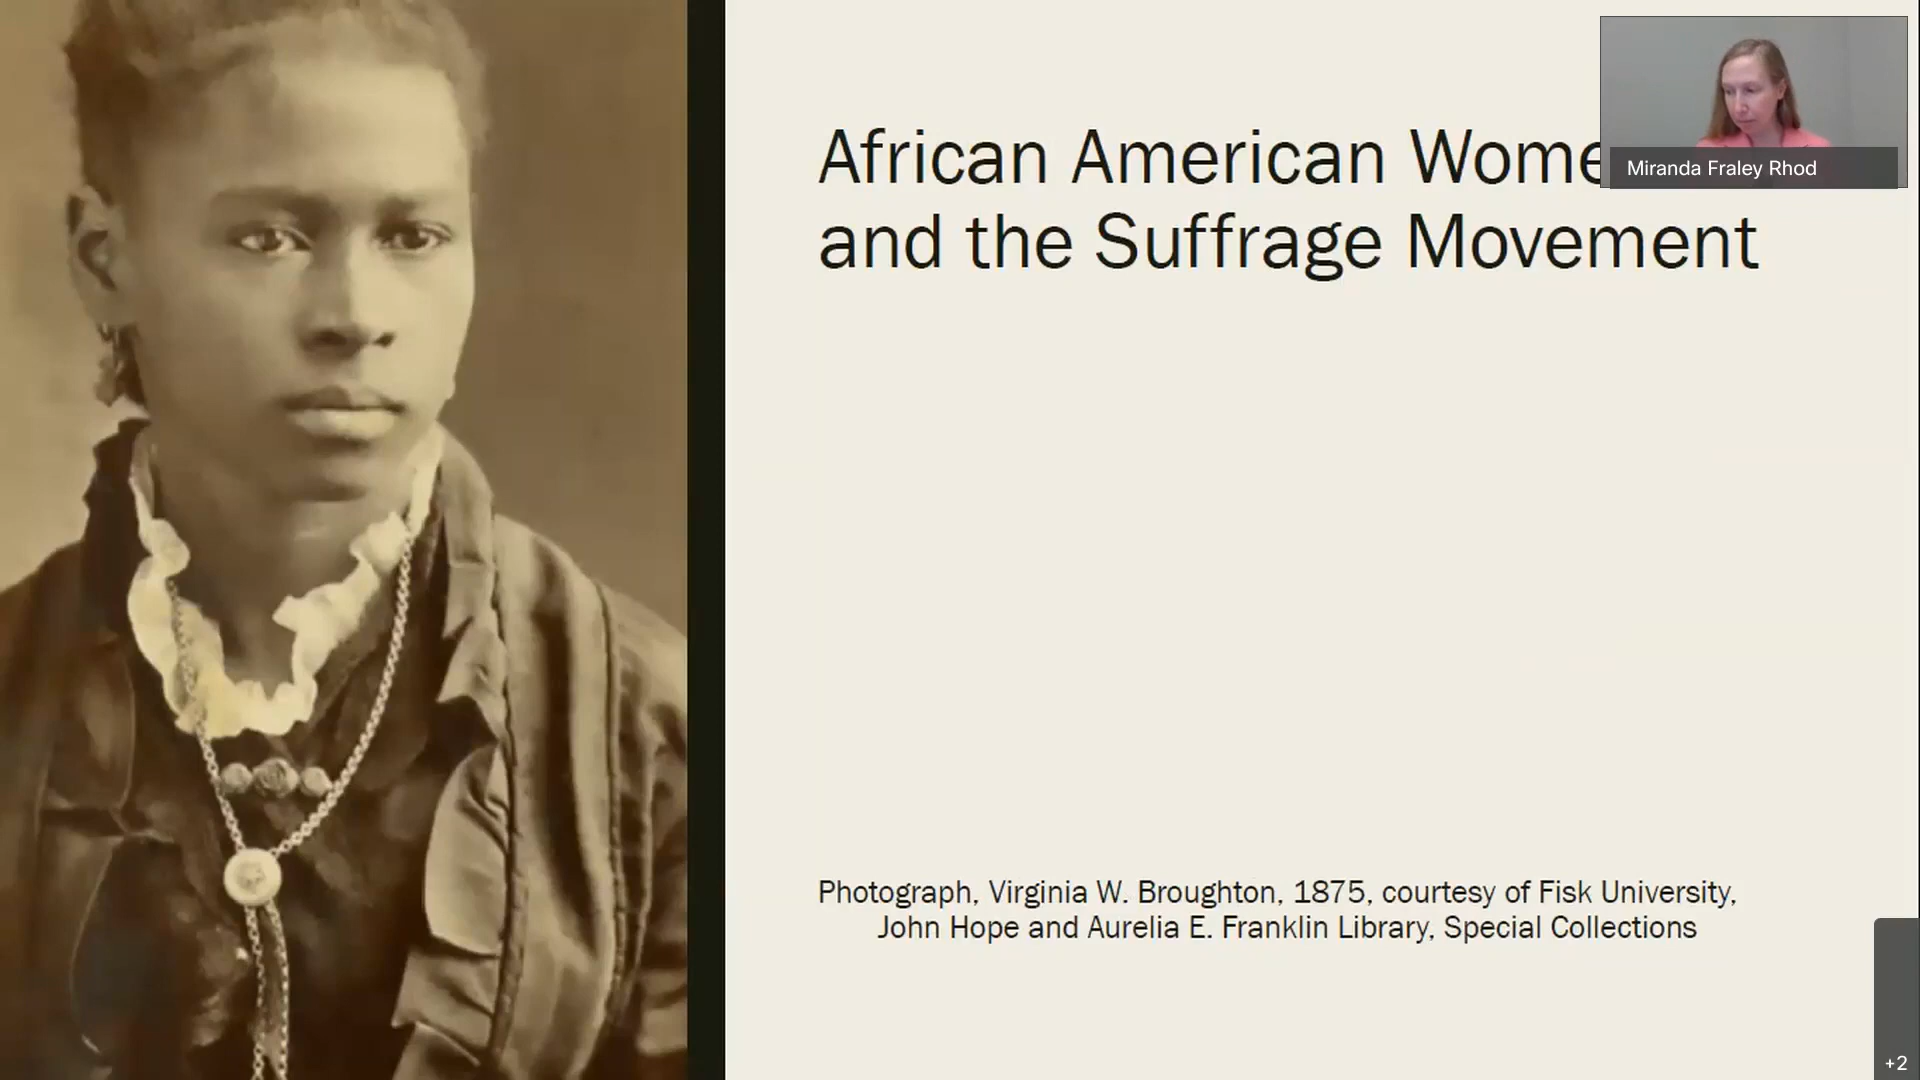 African American Wome
and the Suffrage Movement
Miranda Fraley Rhod
Photograph, Virginia W. Broughton, 1875, courtesy of Fisk University,
John Hope and Aurelia E. Franklin Library, Special Collections
+2